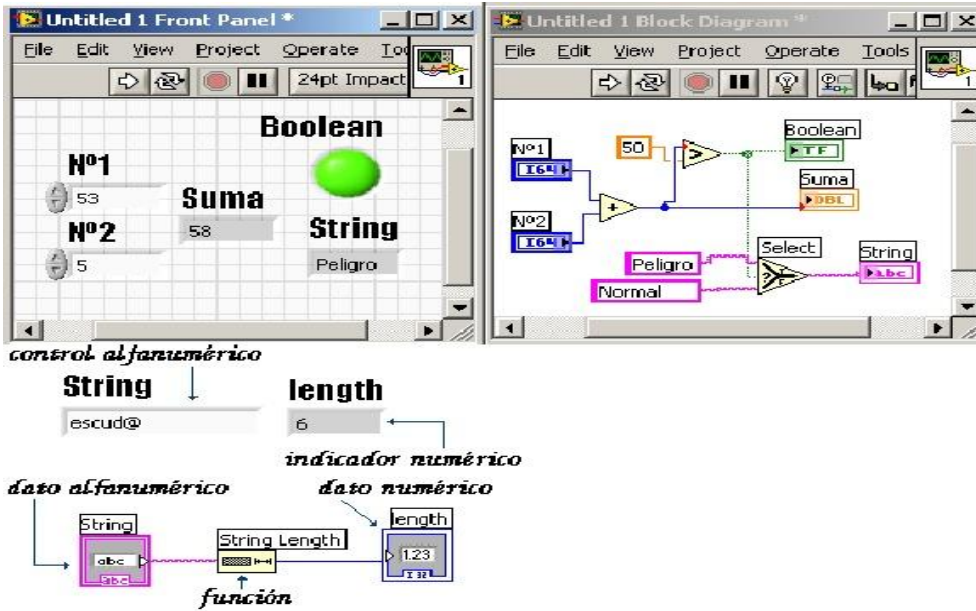 Untitled 1 Front Panel *
File Edit View Project Operate
24pt Impact
1
Boolean
Nº1
53
Suma
58
Nº2
5
String
Peligro
Untitled 1 Block Diagram *
File Edit View Project Operate Tools
1
Nº1
I64
50
>
Boolean
TF
Suma
DBL
+
Nº2
I64
Peligro
Normal
Select
?
String
abc
control alfanumérico
String
escud@
length
6
indicador numérico
dato alfanumérico
dato numérico
String
abc
abc
String Length
length
1.23
I32
función